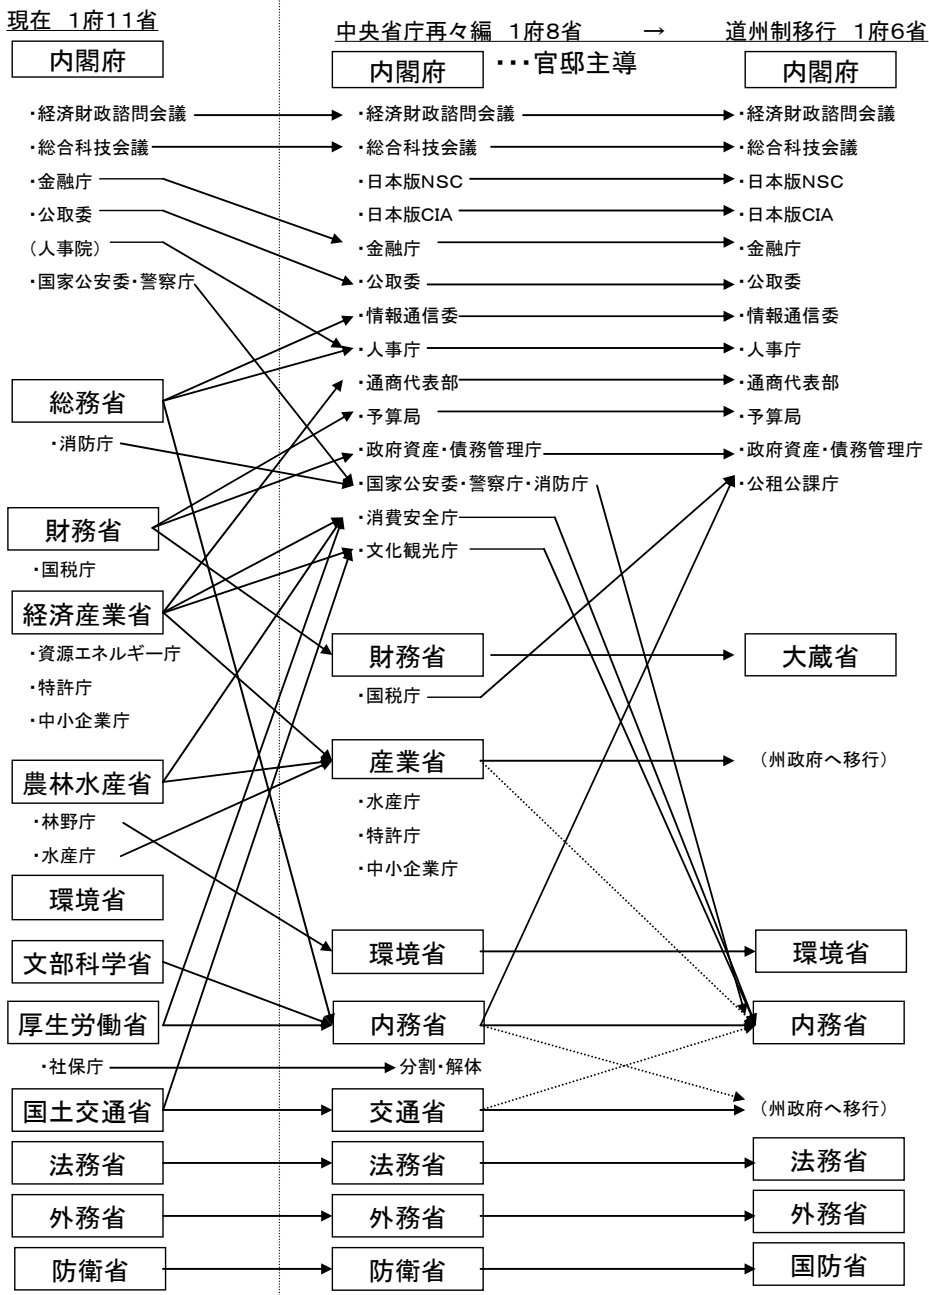 現在 1府11省
内閣府
・経済財政諮問会議
・総合科技会議
・金融庁
・公取委
(人事院)
・国家公安委・警察庁
総務省
・消防庁
財務省
・国税庁
経済産業省
・資源エネルギー庁
・特許庁
・中小企業庁
農林水産省
・林野庁
・水産庁
環境省
文部科学省
厚生労働省
・社保庁
国土交通省
法務省
外務省
防衛省
中央省庁再々編 1府8省 → 道州制移行 1府6省
内閣府 ・・・官邸主導
・経済財政諮問会議
・総合科技会議
・日本版NSC
・日本版CIA
・金融庁
・公取委
・情報通信委
・人事庁
・通商代表部
・予算局
・政府資産・債務管理庁
・国家公安委・警察庁・消防庁
・消費安全庁
・文化観光庁
財務省
・国税庁
産業省
・水産庁
・特許庁
・中小企業庁
環境省
内務省
分割・解体
交通省
法務省
外務省
防衛省
内閣府
・経済財政諮問会議
・総合科技会議
・日本版NSC
・日本版CIA
・金融庁
・公取委
・情報通信委
・人事庁
・通商代表部
・予算局
・政府資産・債務管理庁
・公租公課庁
大蔵省
(州政府へ移行)
環境省
内務省
(州政府へ移行)
法務省
外務省
国防省